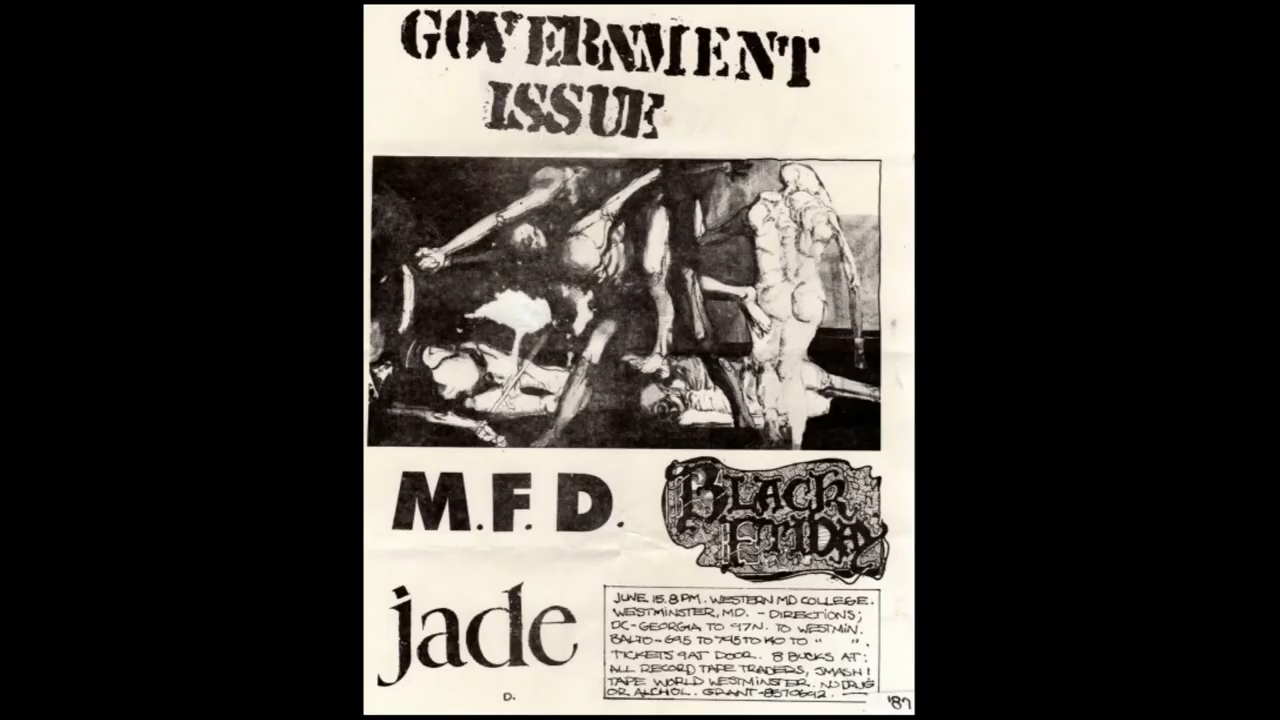 GOVERNMENT
ISSUE
M.F.D.
BLACK
FRIDAY
jade
JUNE 15. 8 PM. WESTERN MD COLLEGE.
WESTMINSTER, MD. - DIRECTIONS;
DC-GEORGIA TO 97N. TO WESTMIN.
BALTO-695 TO 795 TO 140 TO " ".
TICKETS 9 AT DOOR. 8 BUCKS AT:
ALL RECORD TAPE TRADERS, SMASH!
TAPE WORLD WESTMINSTER. NO DRUG
OR ALCHOL. GRANT-8570692.
D.
'87